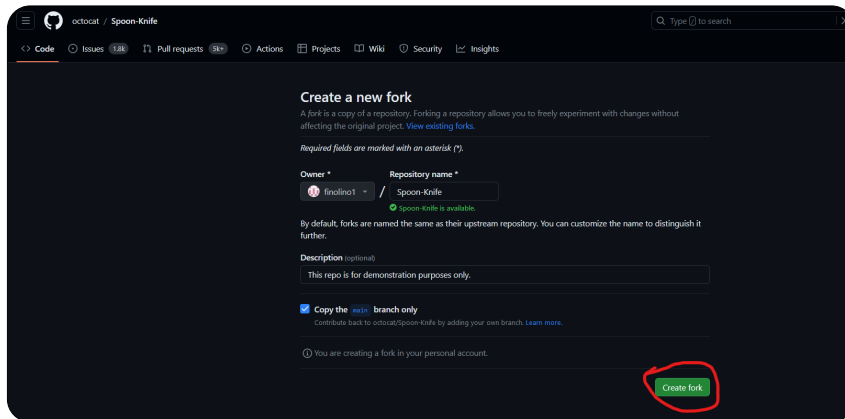 octocat / Spoon-Knife
Type / to search
Code Issues 1.8k Pull requests 5k+ Actions Projects Wiki Security Insights
Create a new fork
A fork is a copy of a repository. Forking a repository allows you to freely experiment with changes without
affecting the original project. View existing forks.
Required fields are marked with an asterisk (*).
Owner * Repository name *
finolino1 / Spoon-Knife
Spoon-Knife is available.
By default, forks are named the same as their upstream repository. You can customize the name to distinguish it
further.
Description (optional)
This repo is for demonstration purposes only.
Copy the main branch only
Contribute back to octocat/Spoon-Knife by adding your own branch. Learn more.
You are creating a fork in your personal account.
Create fork